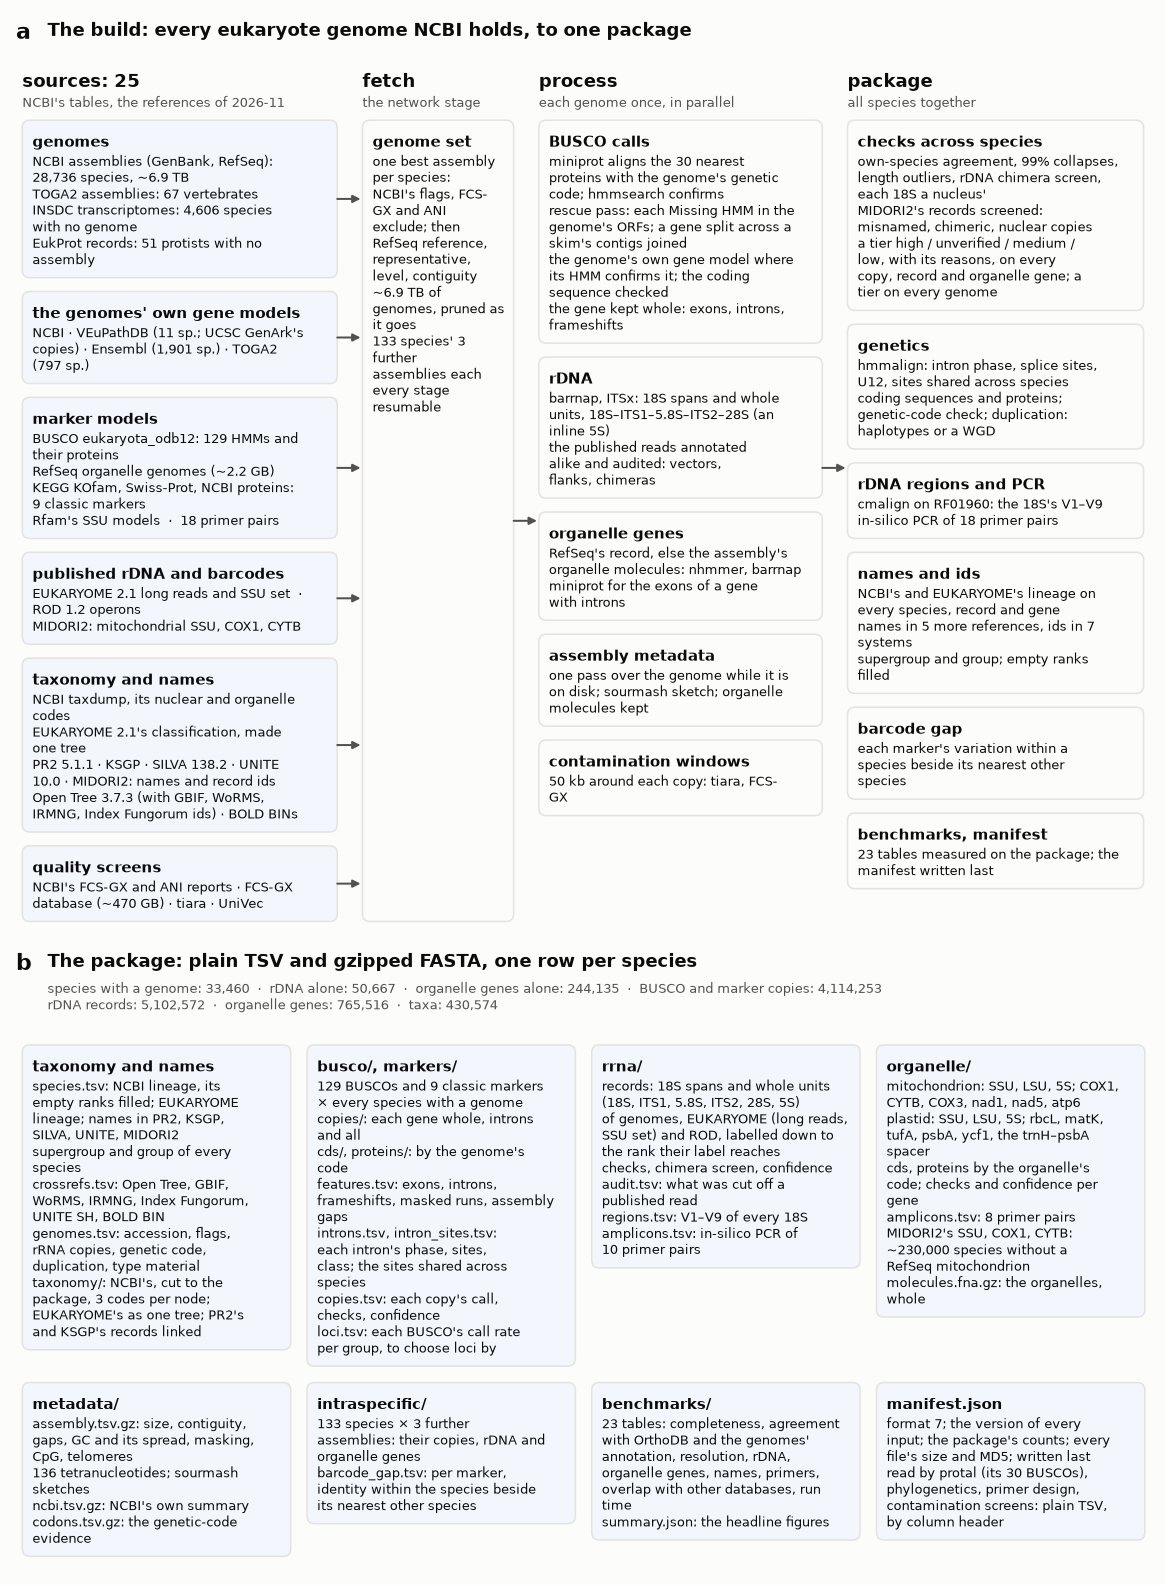 a The build: every eukaryote genome NCBI holds, to one package
sources: 25
NCBI's tables, the references of 2026-11
genomes
NCBI assemblies (GenBank, RefSeq):
28,736 species, ~6.9 TB
TOGA2 assemblies: 67 vertebrates
INSDC transcriptomes: 4,606 species
with no genome
EukProt records: 51 protists with no
assembly
the genomes' own gene models
NCBI · VEuPathDB (11 sp.; UCSC GenArk's
copies) · Ensembl (1,901 sp.) · TOGA2
(797 sp.)
marker models
BUSCO eukaryota_odb12: 129 HMMs and
their proteins
RefSeq organelle genomes (~2.2 GB)
KEGG KOfam, Swiss-Prot, NCBI proteins:
9 classic markers
Rfam's SSU models · 18 primer pairs
published rDNA and barcodes
EUKARYOME 2.1 long reads and SSU set ·
ROD 1.2 operons
MIDORI2: mitochondrial SSU, COX1, CYTB
taxonomy and names
NCBI taxdump, its nuclear and organelle
codes
EUKARYOME 2.1's classification, made
one tree
PR2 5.1.1 · KSGP · SILVA 138.2 · UNITE
10.0 · MIDORI2: names and record ids
Open Tree 3.7.3 (with GBIF, WoRMS,
IRMNG, Index Fungorum ids) · BOLD BINs
quality screens
NCBI's FCS-GX and ANI reports · FCS-GX
database (~470 GB) · tiara · UniVec
fetch
the network stage
genome set
one best assembly
per species:
NCBI's flags, FCS-
GX and ANI
exclude; then
RefSeq reference,
representative,
level, contiguity
~6.9 TB of
genomes, pruned as
it goes
133 species' 3
further
assemblies each
every stage
resumable
process
each genome once, in parallel
BUSCO calls
miniprot aligns the 30 nearest
proteins with the genome's genetic
code; hmmsearch confirms
rescue pass: each Missing HMM in the
genome's ORFs; a gene split across a
skim's contigs joined
the genome's own gene model where
its HMM confirms it; the coding
sequence checked
the gene kept whole: exons, introns,
frameshifts
rDNA
barrnap, ITSx: 18S spans and whole
units, 18S–ITS1–5.8S–ITS2–28S (an
inline 5S)
the published reads annotated
alike and audited: vectors,
flanks, chimeras
organelle genes
RefSeq's record, else the assembly's
organelle molecules: nhmmer, barrnap
miniprot for the exons of a gene
with introns
assembly metadata
one pass over the genome while it is
on disk; sourmash sketch; organelle
molecules kept
contamination windows
50 kb around each copy: tiara, FCS-
GX
package
all species together
checks across species
own-species agreement, 99% collapses,
length outliers, rDNA chimera screen,
each 18S a nucleus'
MIDORI2's records screened:
misnamed, chimeric, nuclear copies
a tier high / unverified / medium /
low, with its reasons, on every
copy, record and organelle gene; a
tier on every genome
genetics
hmmalign: intron phase, splice sites,
U12, sites shared across species
coding sequences and proteins;
genetic-code check; duplication:
haplotypes or a WGD
rDNA regions and PCR
cmalign on RF01960: the 18S's V1–V9
in-silico PCR of 18 primer pairs
names and ids
NCBI's and EUKARYOME's lineage on
every species, record and gene
names in 5 more references, ids in 7
systems
supergroup and group; empty ranks
filled
barcode gap
each marker's variation within a
species beside its nearest other
species
benchmarks, manifest
23 tables measured on the package; the
manifest written last
b The package: plain TSV and gzipped FASTA, one row per species
species with a genome: 33,460 · rDNA alone: 50,667 · organelle genes alone: 244,135 · BUSCO and marker copies: 4,114,253
rDNA records: 5,102,572 · organelle genes: 765,516 · taxa: 430,574
taxonomy and names
species.tsv: NCBI lineage, its
empty ranks filled; EUKARYOME
lineage; names in PR2, KSGP,
SILVA, UNITE, MIDORI2
supergroup and group of every
species
crossrefs.tsv: Open Tree, GBIF,
WoRMS, IRMNG, Index Fungorum,
UNITE SH, BOLD BIN
genomes.tsv: accession, flags,
rRNA copies, genetic code,
duplication, type material
taxonomy/: NCBI's, cut to the
package, 3 codes per node;
EUKARYOME's as one tree; PR2's
and KSGP's records linked
busco/, markers/
129 BUSCOs and 9 classic markers
× every species with a genome
copies/: each gene whole, introns
and all
cds/, proteins/: by the genome's
code
features.tsv: exons, introns,
frameshifts, masked runs, assembly
gaps
introns.tsv, intron_sites.tsv:
each intron's phase, sites,
class; the sites shared across
species
copies.tsv: each copy's call,
checks, confidence
loci.tsv: each BUSCO's call rate
per group, to choose loci by
rrna/
records: 18S spans and whole units
(18S, ITS1, 5.8S, ITS2, 28S, 5S)
of genomes, EUKARYOME (long reads,
SSU set) and ROD, labelled down to
the rank their label reaches
checks, chimera screen, confidence
audit.tsv: what was cut off a
published read
regions.tsv: V1–V9 of every 18S
amplicons.tsv: in-silico PCR of
10 primer pairs
organelle/
mitochondrion: SSU, LSU, 5S; COX1,
CYTB, COX3, nad1, nad5, atp6
plastid: SSU, LSU, 5S; rbcL, matK,
tufA, psbA, ycf1, the trnH–psbA
spacer
cds, proteins by the organelle's
code; checks and confidence per
gene
amplicons.tsv: 8 primer pairs
MIDORI2's SSU, COX1, CYTB:
~230,000 species without a
RefSeq mitochondrion
molecules.fna.gz: the organelles,
whole
metadata/
assembly.tsv.gz: size, contiguity,
gaps, GC and its spread, masking,
CpG, telomeres
136 tetranucleotides; sourmash
sketches
ncbi.tsv.gz: NCBI's own summary
codons.tsv.gz: the genetic-code
evidence
intraspecific/
133 species × 3 further
assemblies: their copies, rDNA and
organelle genes
barcode_gap.tsv: per marker,
identity within the species beside
its nearest other species
benchmarks/
23 tables: completeness, agreement
with OrthoDB and the genomes'
annotation, resolution, rDNA,
organelle genes, names, primers,
overlap with other databases, run
time
summary.json: the headline figures
manifest.json
format 7; the version of every
input; the package's counts; every
file's size and MD5; written last
read by protal (its 30 BUSCOs),
phylogenetics, primer design,
contamination screens: plain TSV,
by column header